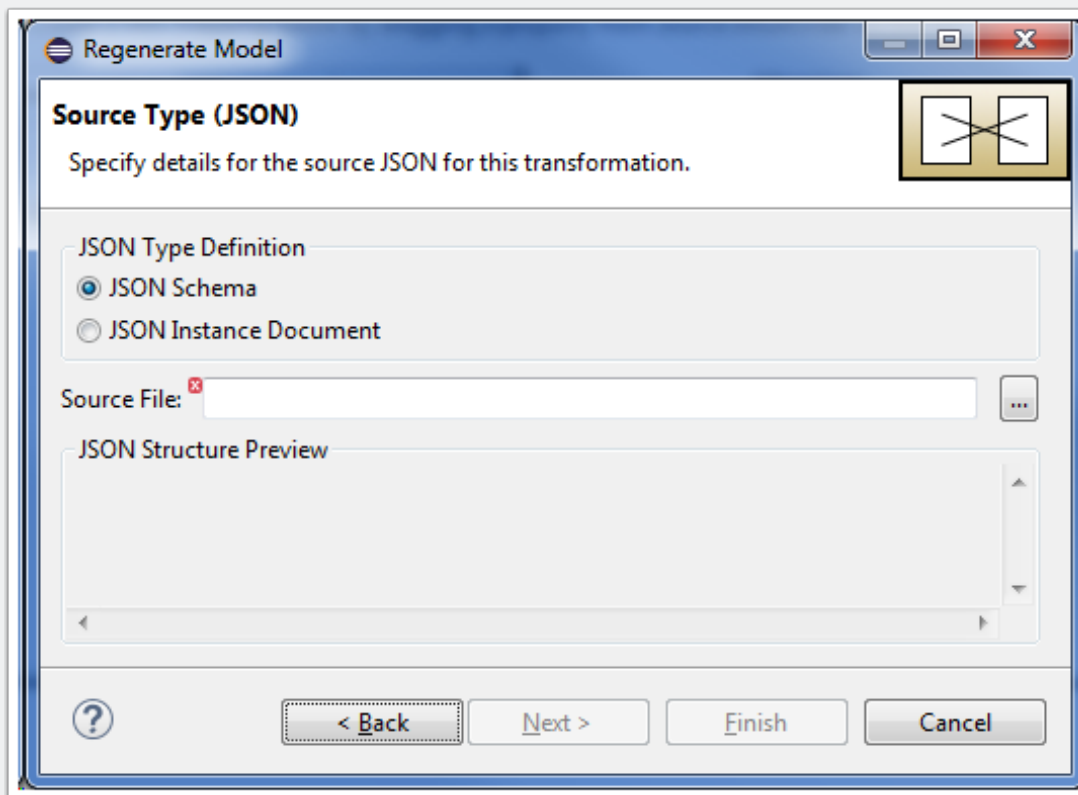 Regenerate Model
Source Type (JSON)
Specify details for the source JSON for this transformation.
JSON Type Definition
JSON Schema
JSON Instance Document
Source File:
...
JSON Structure Preview
< Back
Next >
Finish
Cancel